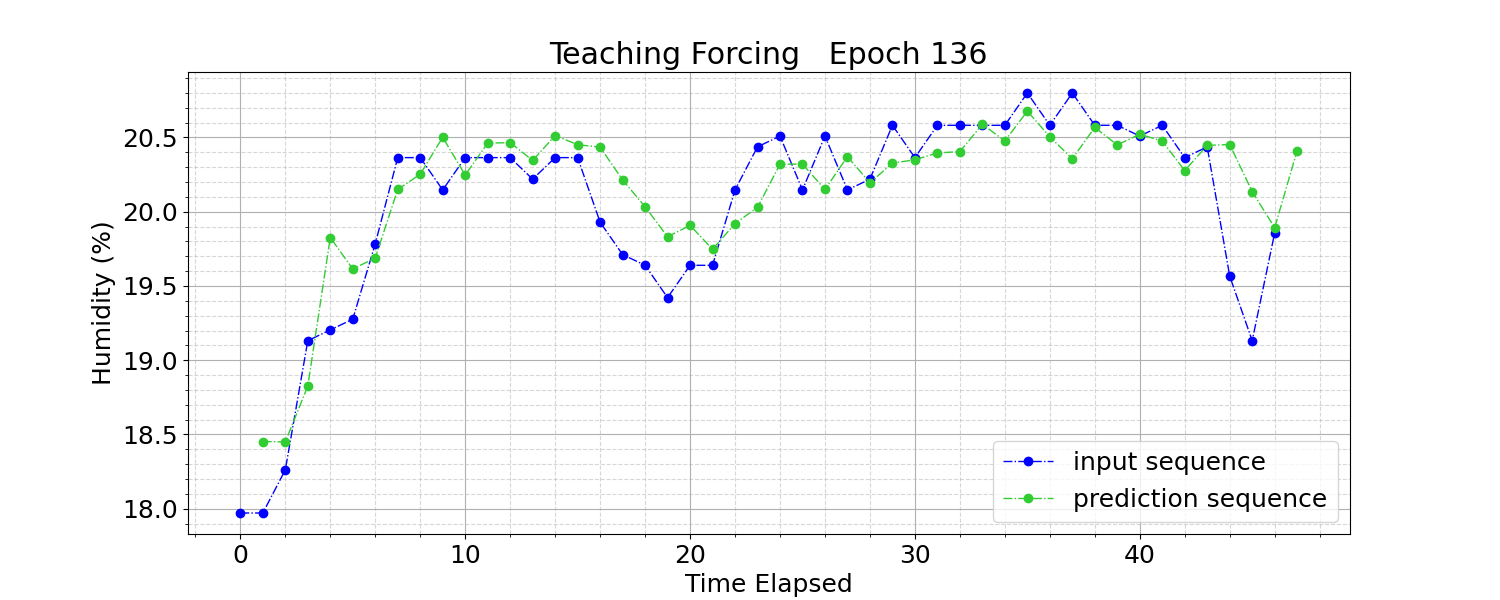 Teaching Forcing   Epoch 136
Humidity (%)
20.5
20.0
19.5
19.0
18.5
18.0
input sequence
prediction sequence
0 10 20 30 40
Time Elapsed